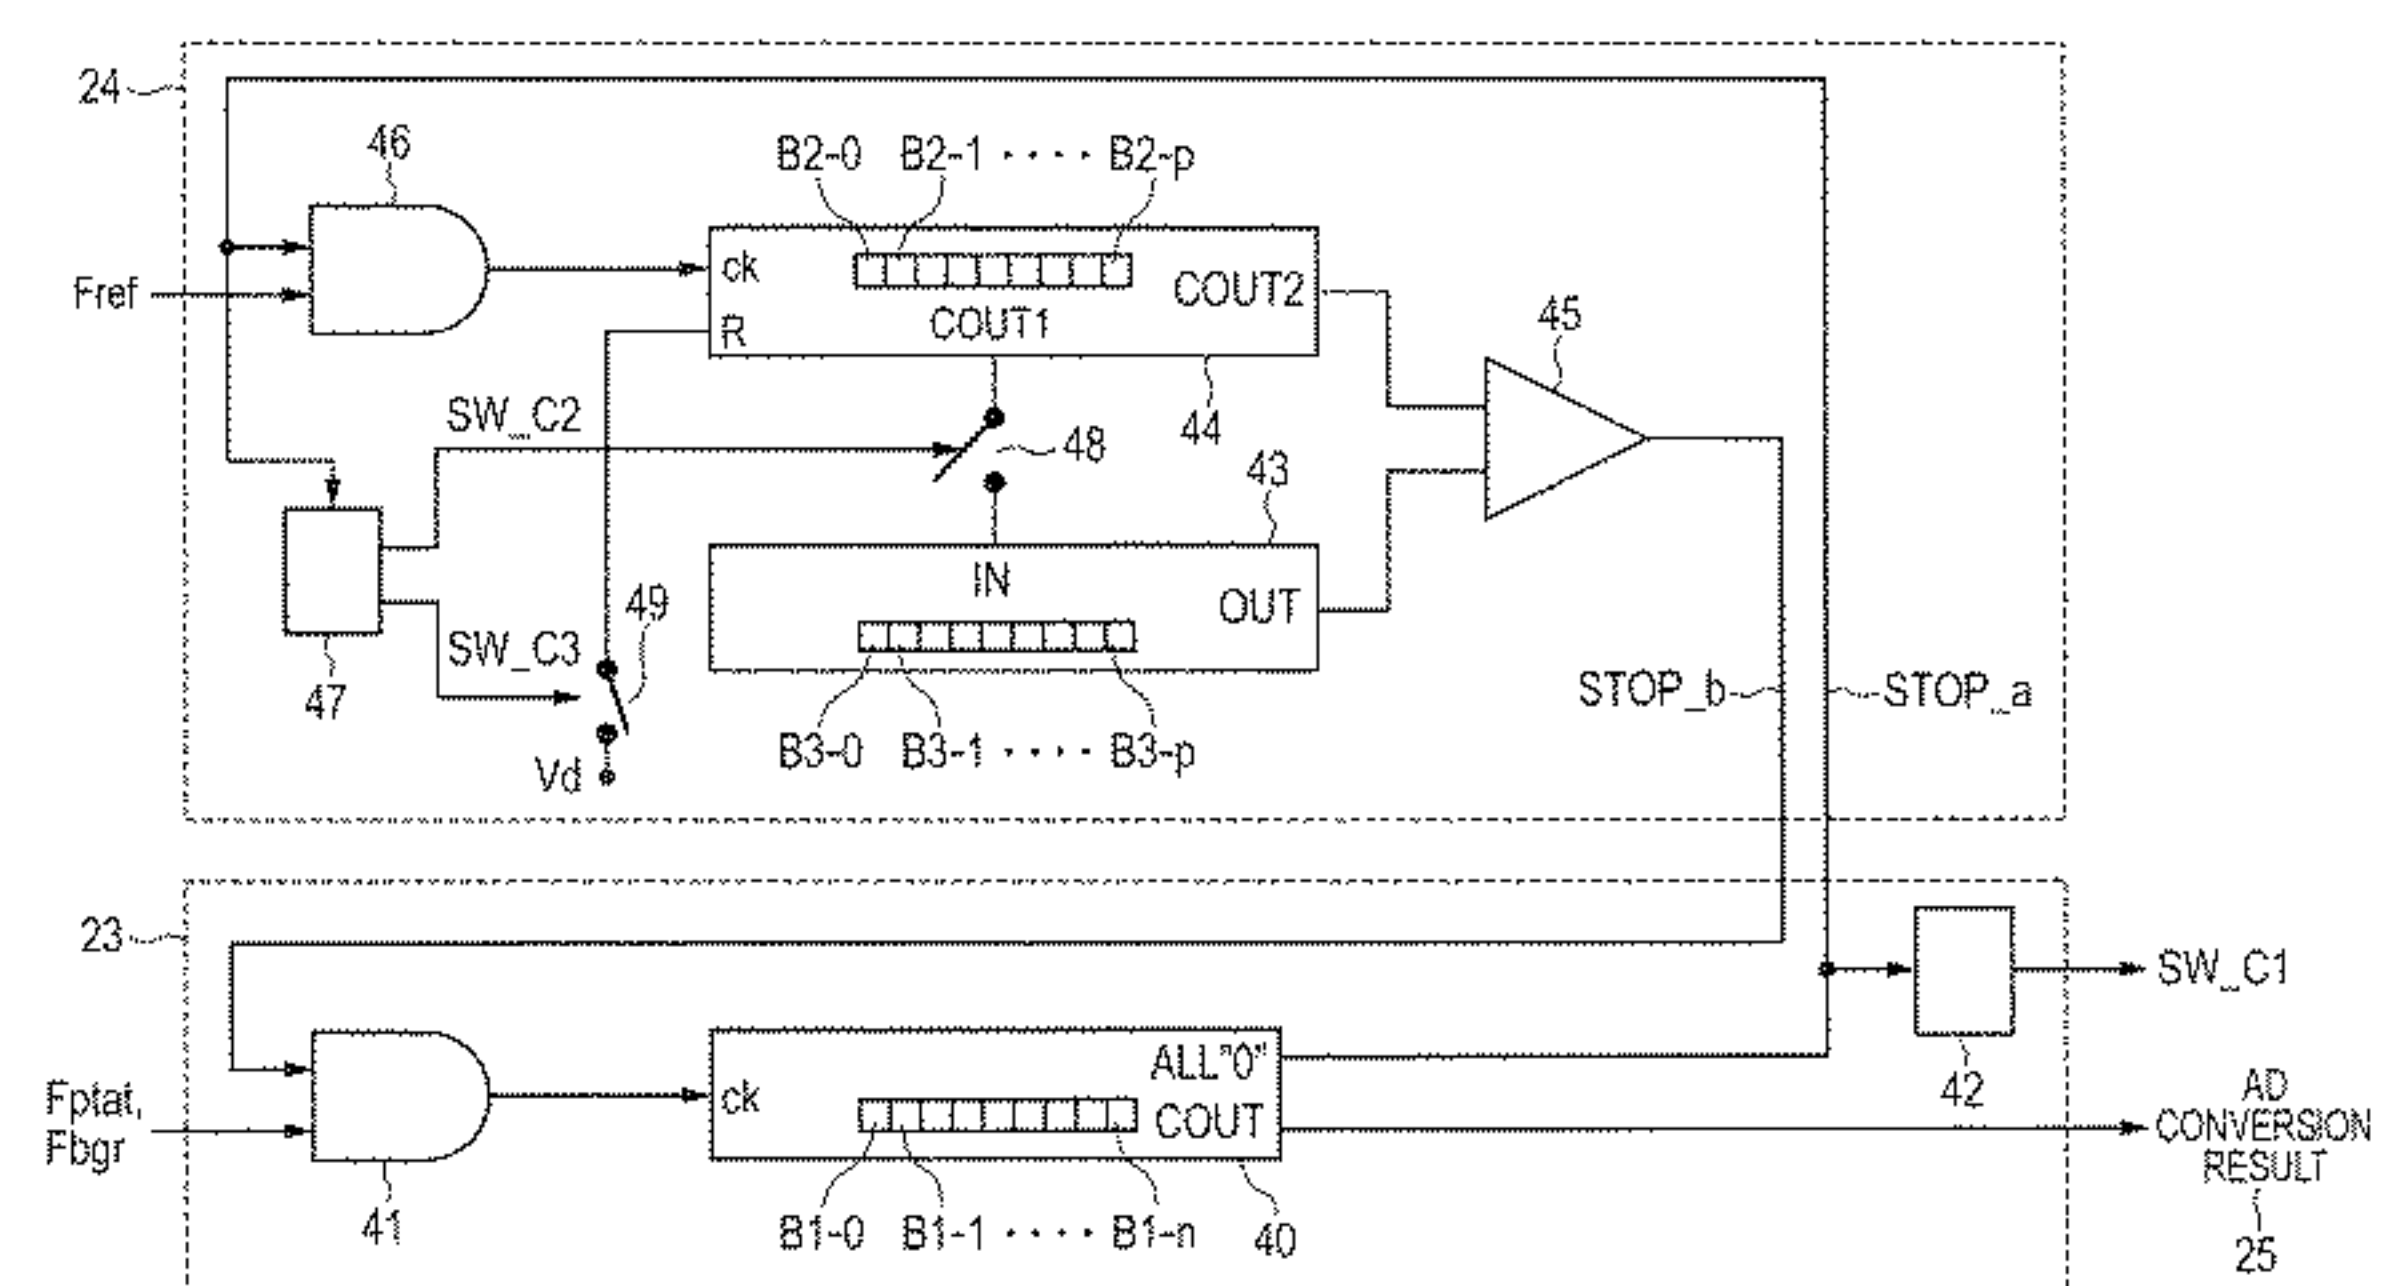 24
46
B2-0 B2-1 · · · · B2-p
Fref
ck
COUT2
COUT1
R
45
44
SW_C2
48
43
IN
OUT
49
SW_C3
47
STOP_b
STOP_a
B3-0 B3-1 · · · · B3-p
Vd
23
SW_C1
ALL"0"
42
Fptat,
Fbgr
ck
COUT
AD
CONVERSION
RESULT
41
B1-0 B1-1 · · · · B1-n
40
25